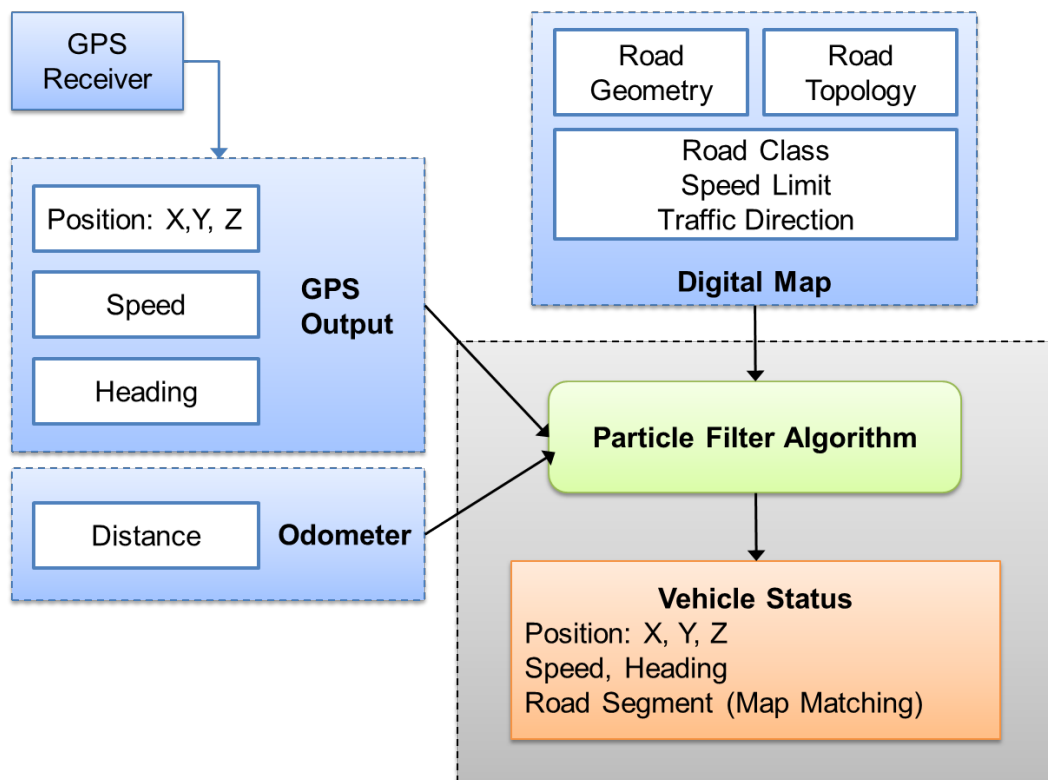 GPS
Receiver
Position: X,Y, Z
Speed
Heading
GPS
Output
Distance
Odometer
Road
Geometry
Road
Topology
Road Class
Speed Limit
Traffic Direction
Digital Map
Particle Filter Algorithm
Vehicle Status
Position: X, Y, Z
Speed, Heading
Road Segment (Map Matching)